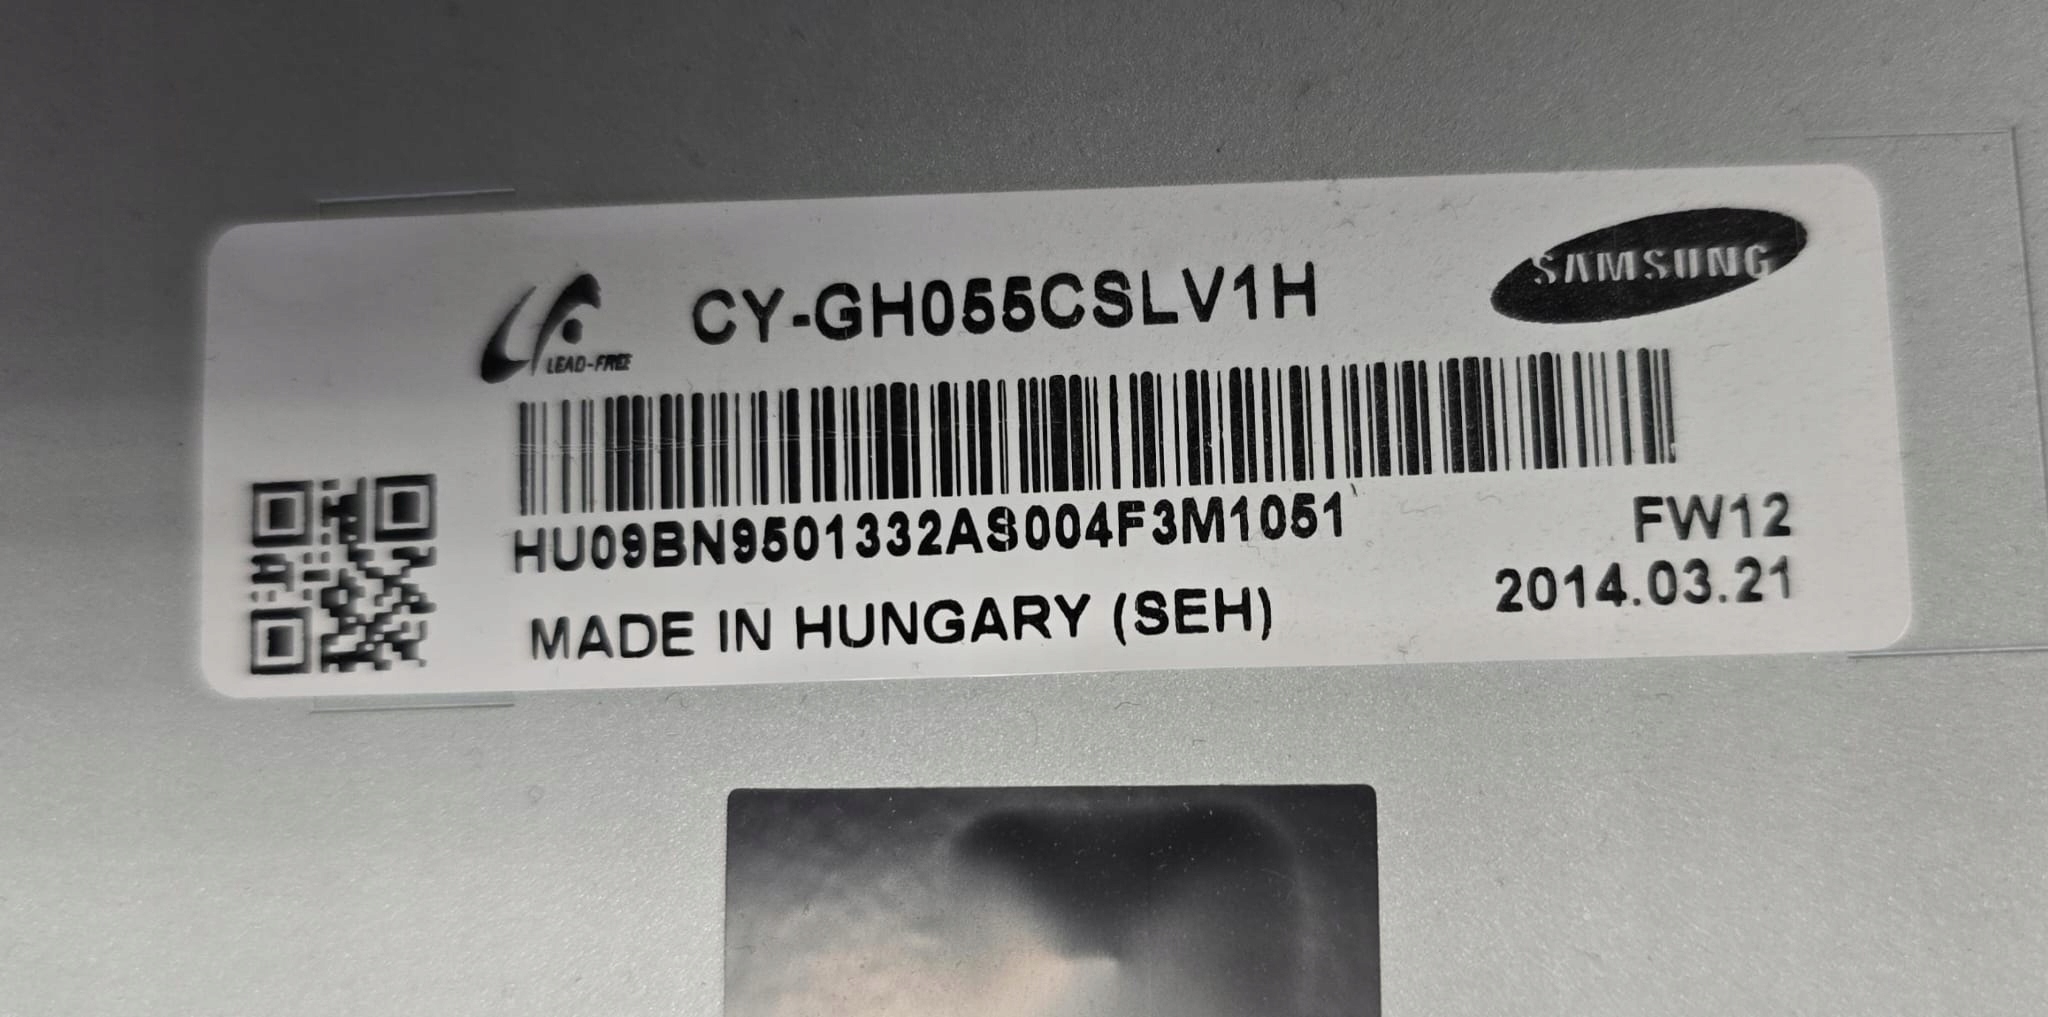 CY-GH055CSLV1H
SAMSUNG
LEAD-FREE
HU09BN9501332AS004F3M1051
FW12
MADE IN HUNGARY (SEH)
2014.03.21